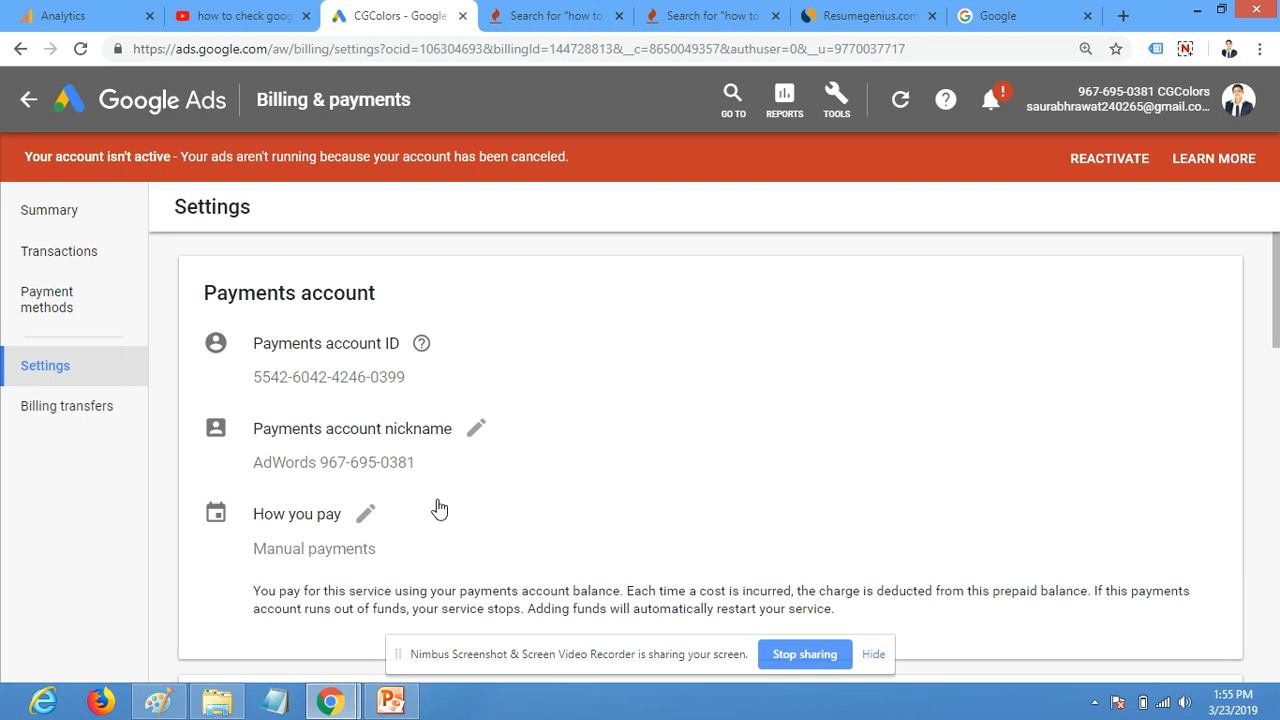 Analytics
how to check goog
CGColors - Google
Search for "how to
Search for "how to
Resumegenius.com
Google
https://ads.google.com/aw/billing/settings?ocid=106304693&billingId=144728813&__c=8650049357&authuser=0&__u=9770037717
Google Ads
Billing & payments
GO TO
REPORTS
TOOLS
967-695-0381 CGColors
saurabhrawat240265@gmail.co...
Your account isn't active - Your ads aren't running because your account has been canceled.
REACTIVATE
LEARN MORE
Summary
Transactions
Payment
methods
Settings
Billing transfers
Settings
Payments account
Payments account ID
5542-6042-4246-0399
Payments account nickname
AdWords 967-695-0381
How you pay
Manual payments
You pay for this service using your payments account balance. Each time a cost is incurred, the charge is deducted from this prepaid balance. If this payments
account runs out of funds, your service stops. Adding funds will automatically restart your service.
Nimbus Screenshot & Screen Video Recorder is sharing your screen.
Stop sharing
Hide
1:55 PM
3/23/2019